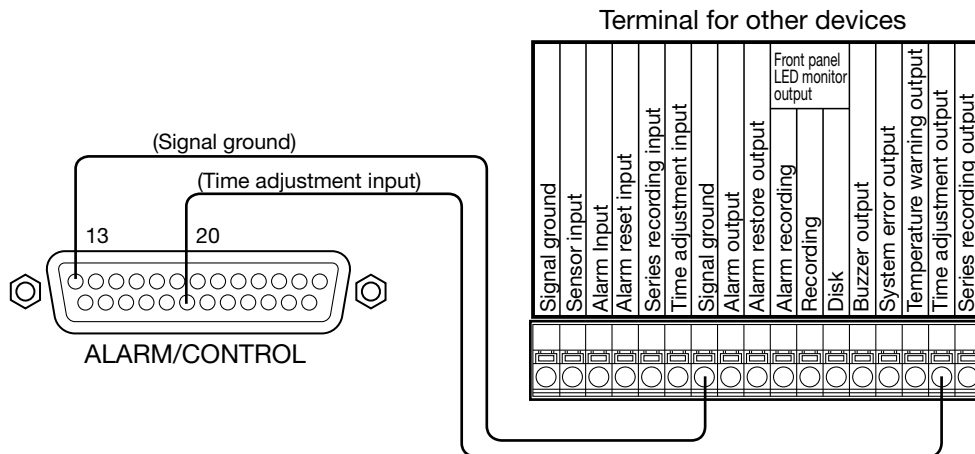 Terminal for other devices
Signal ground
Sensor input
Alarm Input
Alarm reset input
Series recording input
Time adjustment input
Signal ground
Alarm output
Alarm restore output
Front panel
LED monitor
output
Alarm recording
Recording
Disk
Buzzer output
System error output
Temperature warning output
Time adjustment output
Series recording output
(Signal ground)
(Time adjustment input)
13
20
ALARM/CONTROL